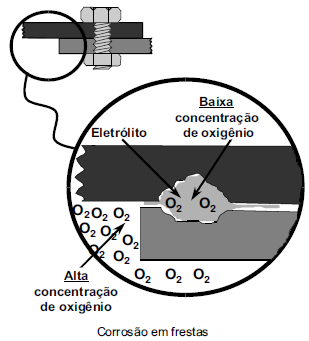 Baixa
concentração
de oxigênio
Eletrólito
O2 O2
O2 O2 O2
O2 O2
O2
O2 O2 O2
Alta
concentração
de oxigênio
Corrosão em frestas